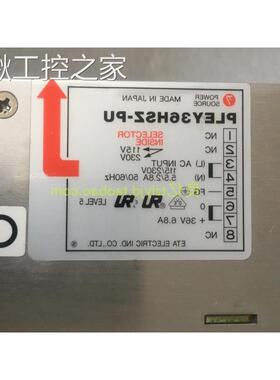 工控之家
POWER SOURCE
MADE IN JAPAN
PLEY36HSZ-PU
SELECTOR INSIDE
115V
230V
NC 1
NC 2
AC INPUT (L) 3
115/230V (N) 4
5.5/2.8A 50/60Hz
FG 5
0 6
+ 36V 6.8A 7
NC 8
LEVEL 5
ETA ELECTRIC IND. CO., LTD.